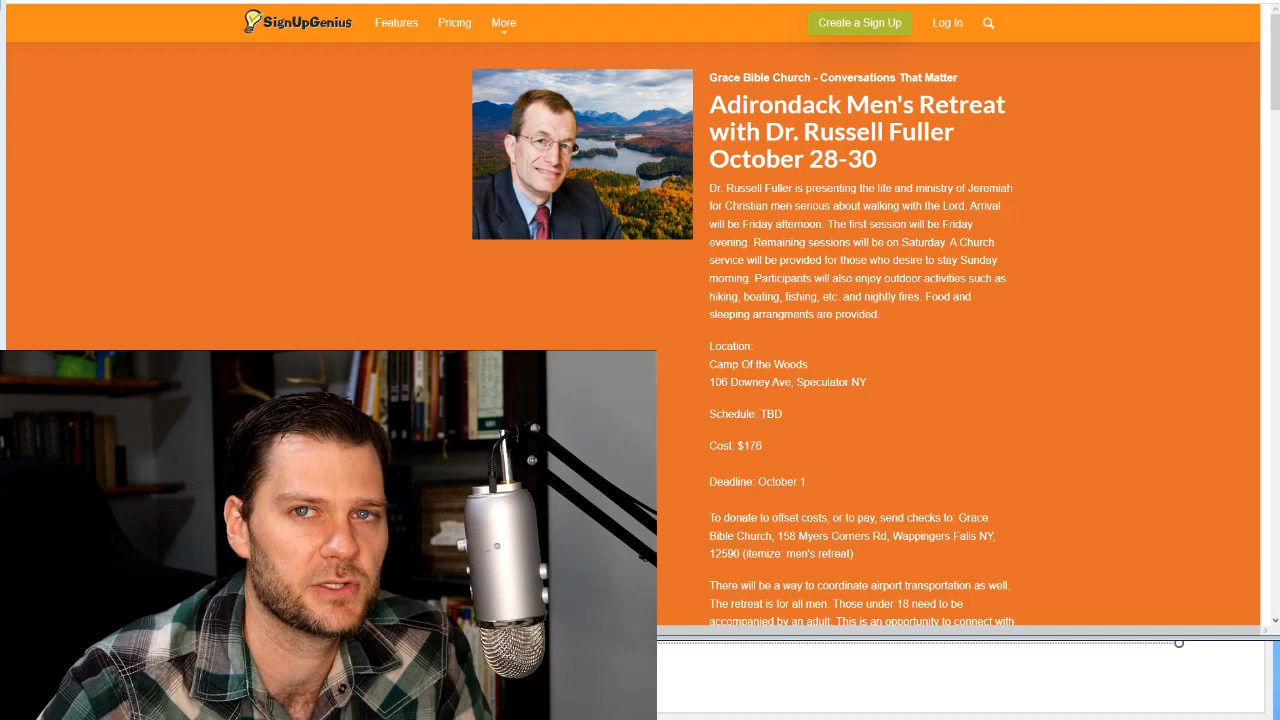 SignUpGenius
Features
Pricing
More
Create a Sign Up
Log In
Grace Bible Church - Conversations That Matter
Adirondack Men's Retreat
with Dr. Russell Fuller
October 28-30
Dr. Russell Fuller is presenting the life and ministry of Jeremiah
for Christian men serious about walking with the Lord. Arrival
will be Friday afternoon. The first session will be Friday
evening. Remaining sessions will be on Saturday. A Church
service will be provided for those who desire to stay Sunday
morning. Participants will also enjoy outdoor activities such as
hiking, boating, fishing, etc. and nightly fires. Food and
sleeping arrangments are provided.
Location:
Camp Of the Woods
106 Downey Ave, Speculator NY
Schedule: TBD
Cost: $176
Deadline: October 1
To donate to offset costs, or to pay, send checks to: Grace
Bible Church, 158 Myers Corners Rd, Wappingers Falls NY,
12590 (itemize: men's retreat)
There will be a way to coordinate airport transportation as well.
The retreat is for all men. Those under 18 need to be
accompanied by an adult. This is an opportunity to connect with